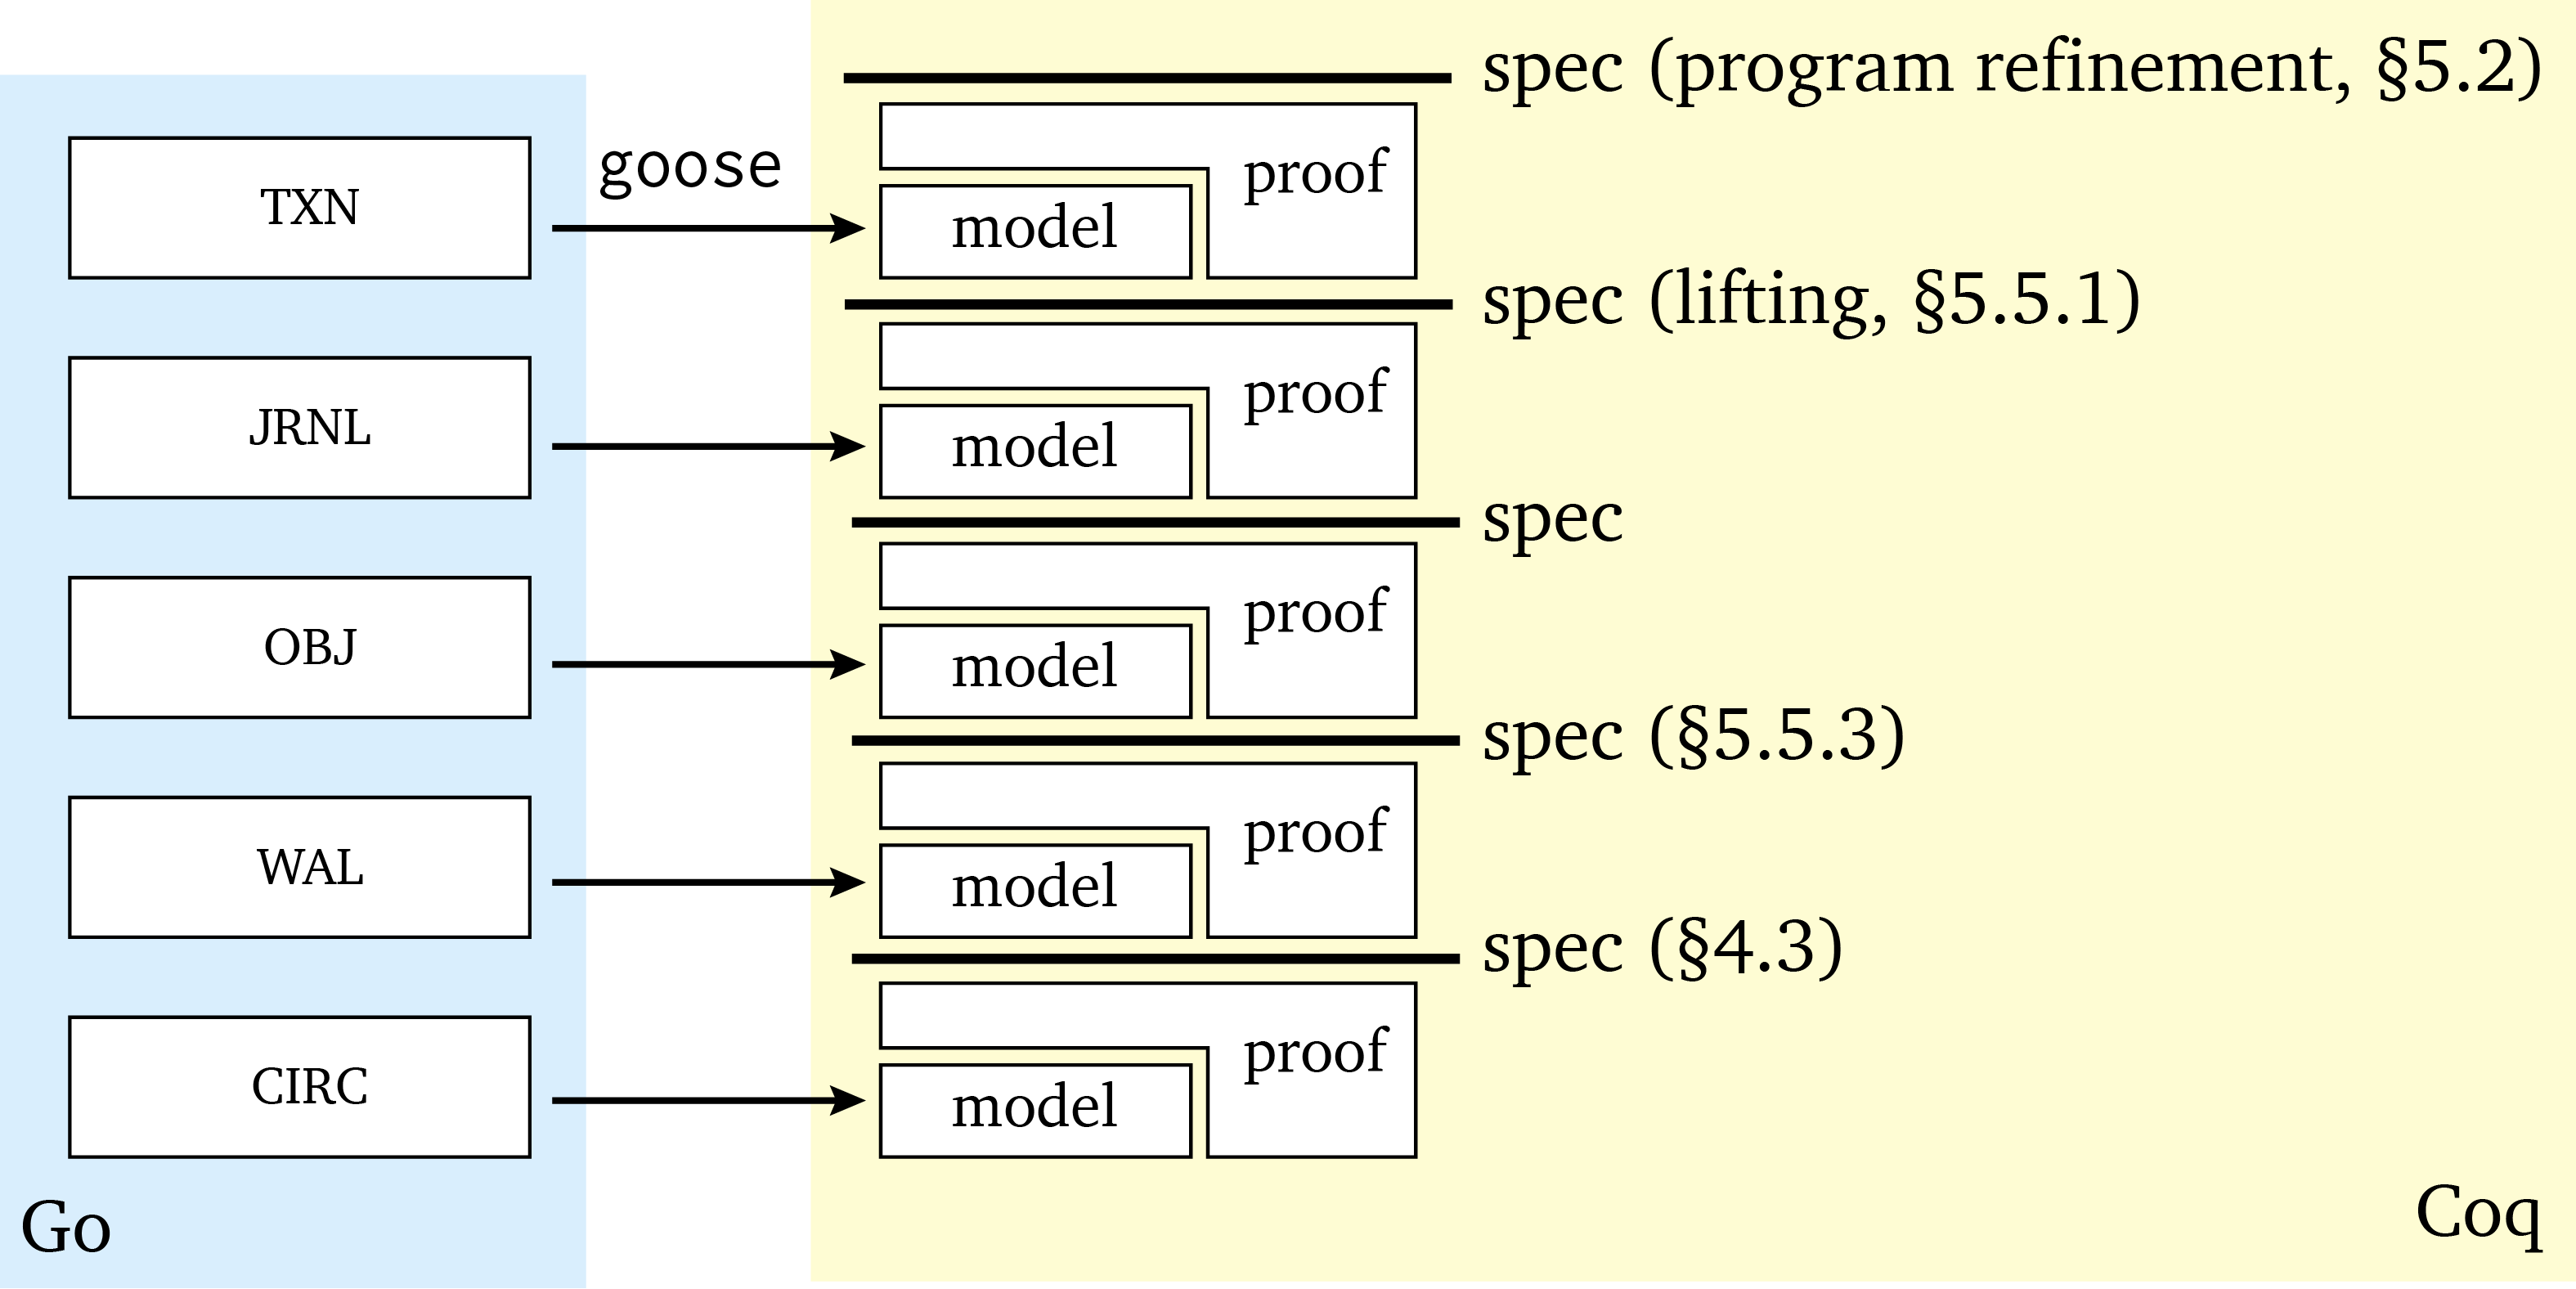 spec (program refinement, §5.2)
TXN
goose
proof
model
spec (lifting, §5.5.1)
JRNL
proof
model
spec
OBJ
proof
model
spec (§5.5.3)
WAL
proof
model
spec (§4.3)
CIRC
proof
model
Go
Coq